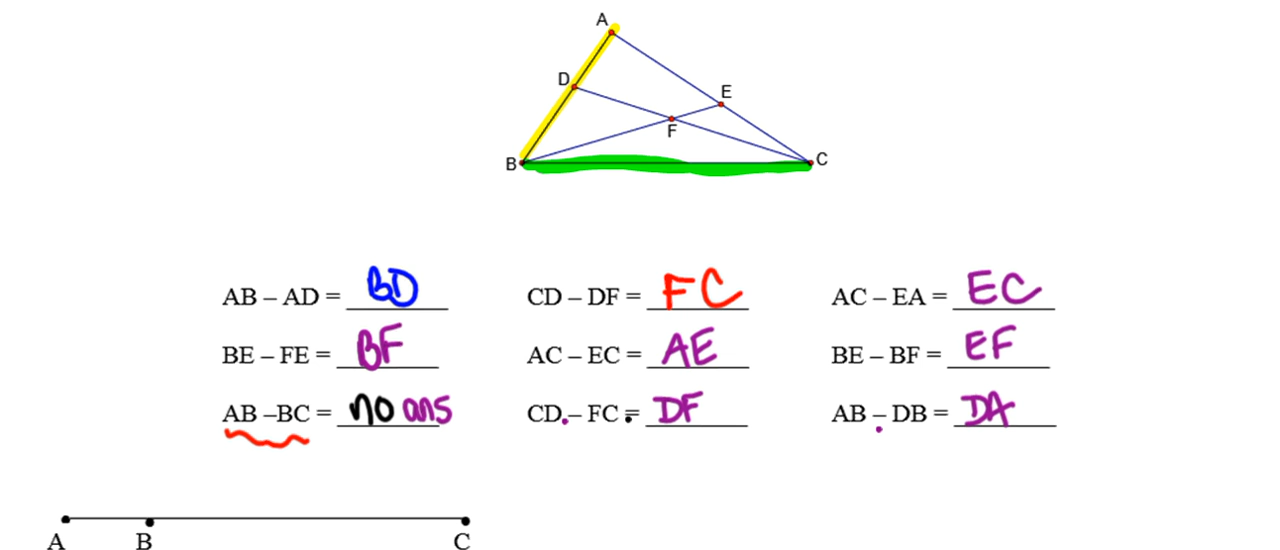 A
D
E
F
B
C
AB – AD = BD
CD – DF = FC
AC – EA = EC
BE – FE = BF
AC – EC = AE
BE – BF = EF
AB –BC = no ans
CD – FC = DF
AB – DB = DA
A B C